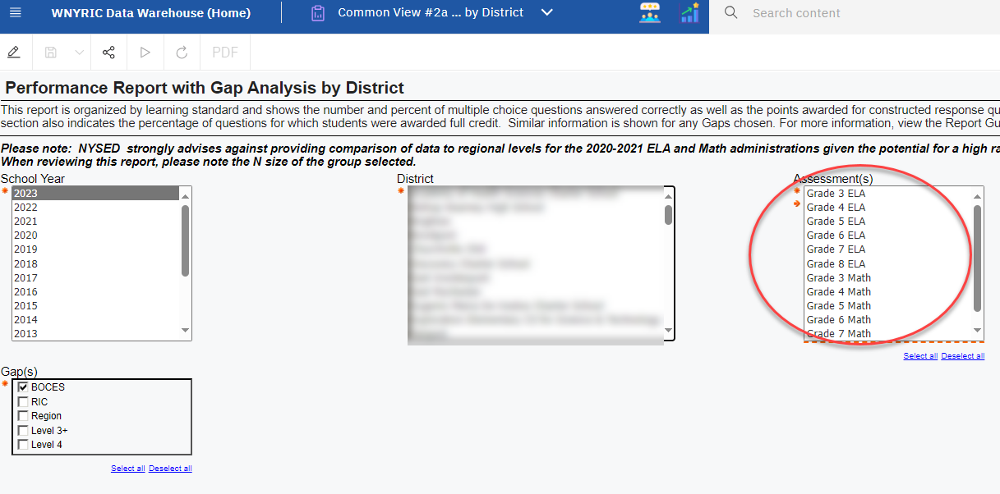 WNYRIC Data Warehouse (Home)
Common View #2a ... by District
Search content
PDF
Performance Report with Gap Analysis by District
This report is organized by learning standard and shows the number and percent of multiple choice questions answered correctly as well as the points awarded for constructed response qu
section also indicates the percentage of questions for which students were awarded full credit. Similar information is shown for any Gaps chosen. For more information, view the Report Gu
Please note: NYSED strongly advises against providing comparison of data to regional levels for the 2020-2021 ELA and Math administrations given the potential for a high ra
When reviewing this report, please note the N size of the group selected.
School Year
2023
2022
2021
2020
2019
2018
2017
2016
2015
2014
2013
District
Assessment(s)
Grade 3 ELA
Grade 4 ELA
Grade 5 ELA
Grade 6 ELA
Grade 7 ELA
Grade 8 ELA
Grade 3 Math
Grade 4 Math
Grade 5 Math
Grade 6 Math
Grade 7 Math
Select all Deselect all
Gap(s)
BOCES
RIC
Region
Level 3+
Level 4
Select all Deselect all